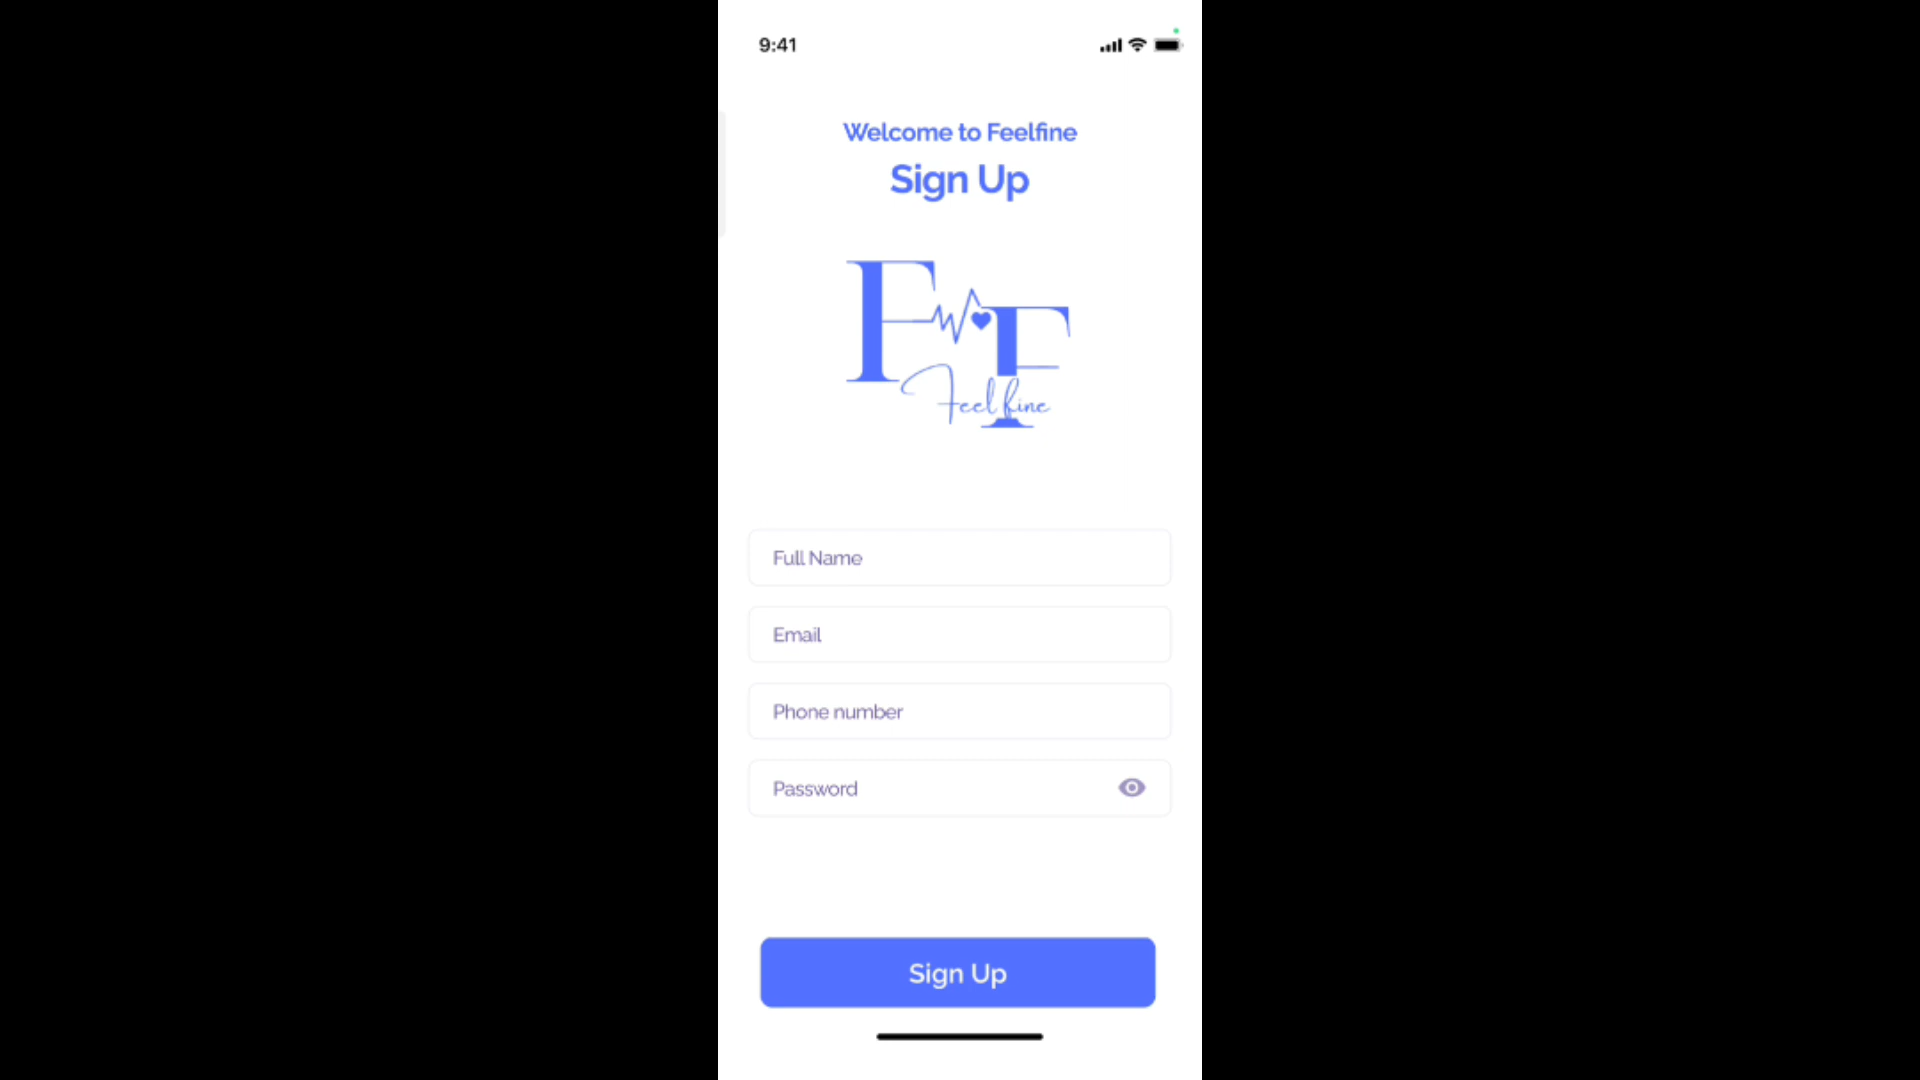 9:41
Welcome to Feelfine
Sign Up
F F
Feel fine
Full Name
Email
Phone number
Password
Sign Up